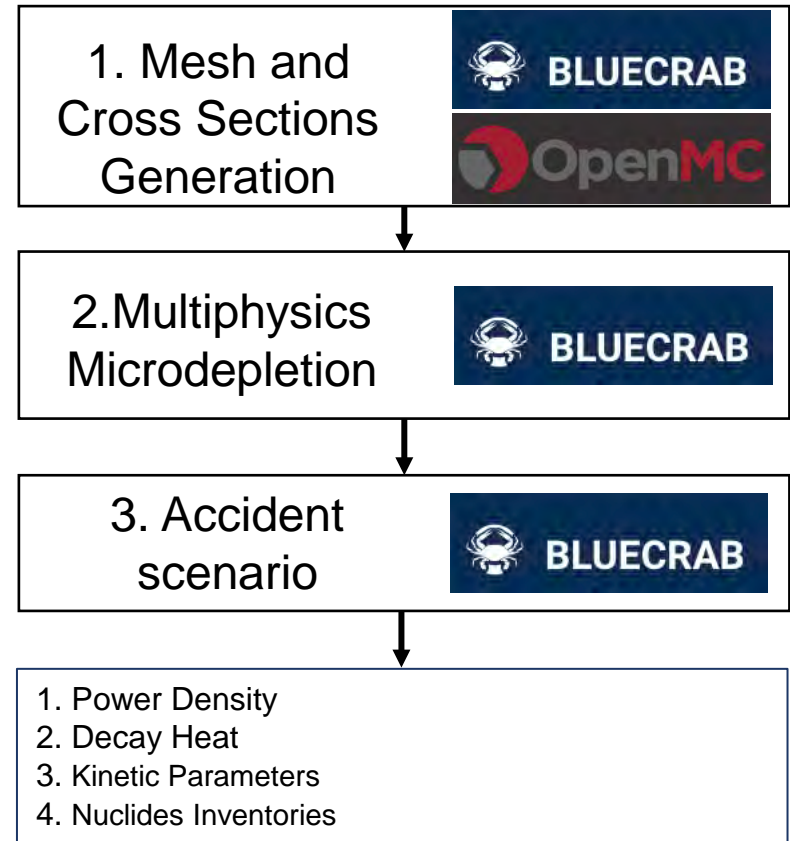 1. Mesh and
Cross Sections
Generation
BLUECRAB
OpenMC
2.Multiphysics
Microdepletion
BLUECRAB
3. Accident
scenario
BLUECRAB
1. Power Density
2. Decay Heat
3. Kinetic Parameters
4. Nuclides Inventories